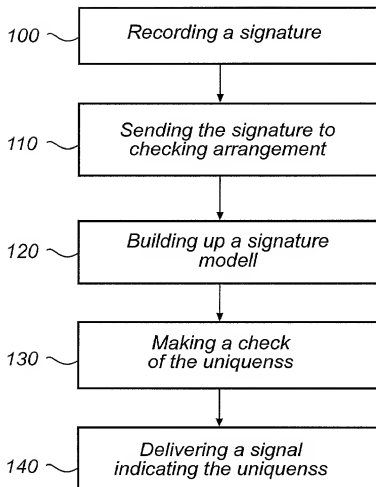 100
Recording a signature
110
Sending the signature to
checking arrangement
120
Building up a signature
modell
130
Making a check
of the uniquenss
140
Delivering a signal
indicating the uniquenss